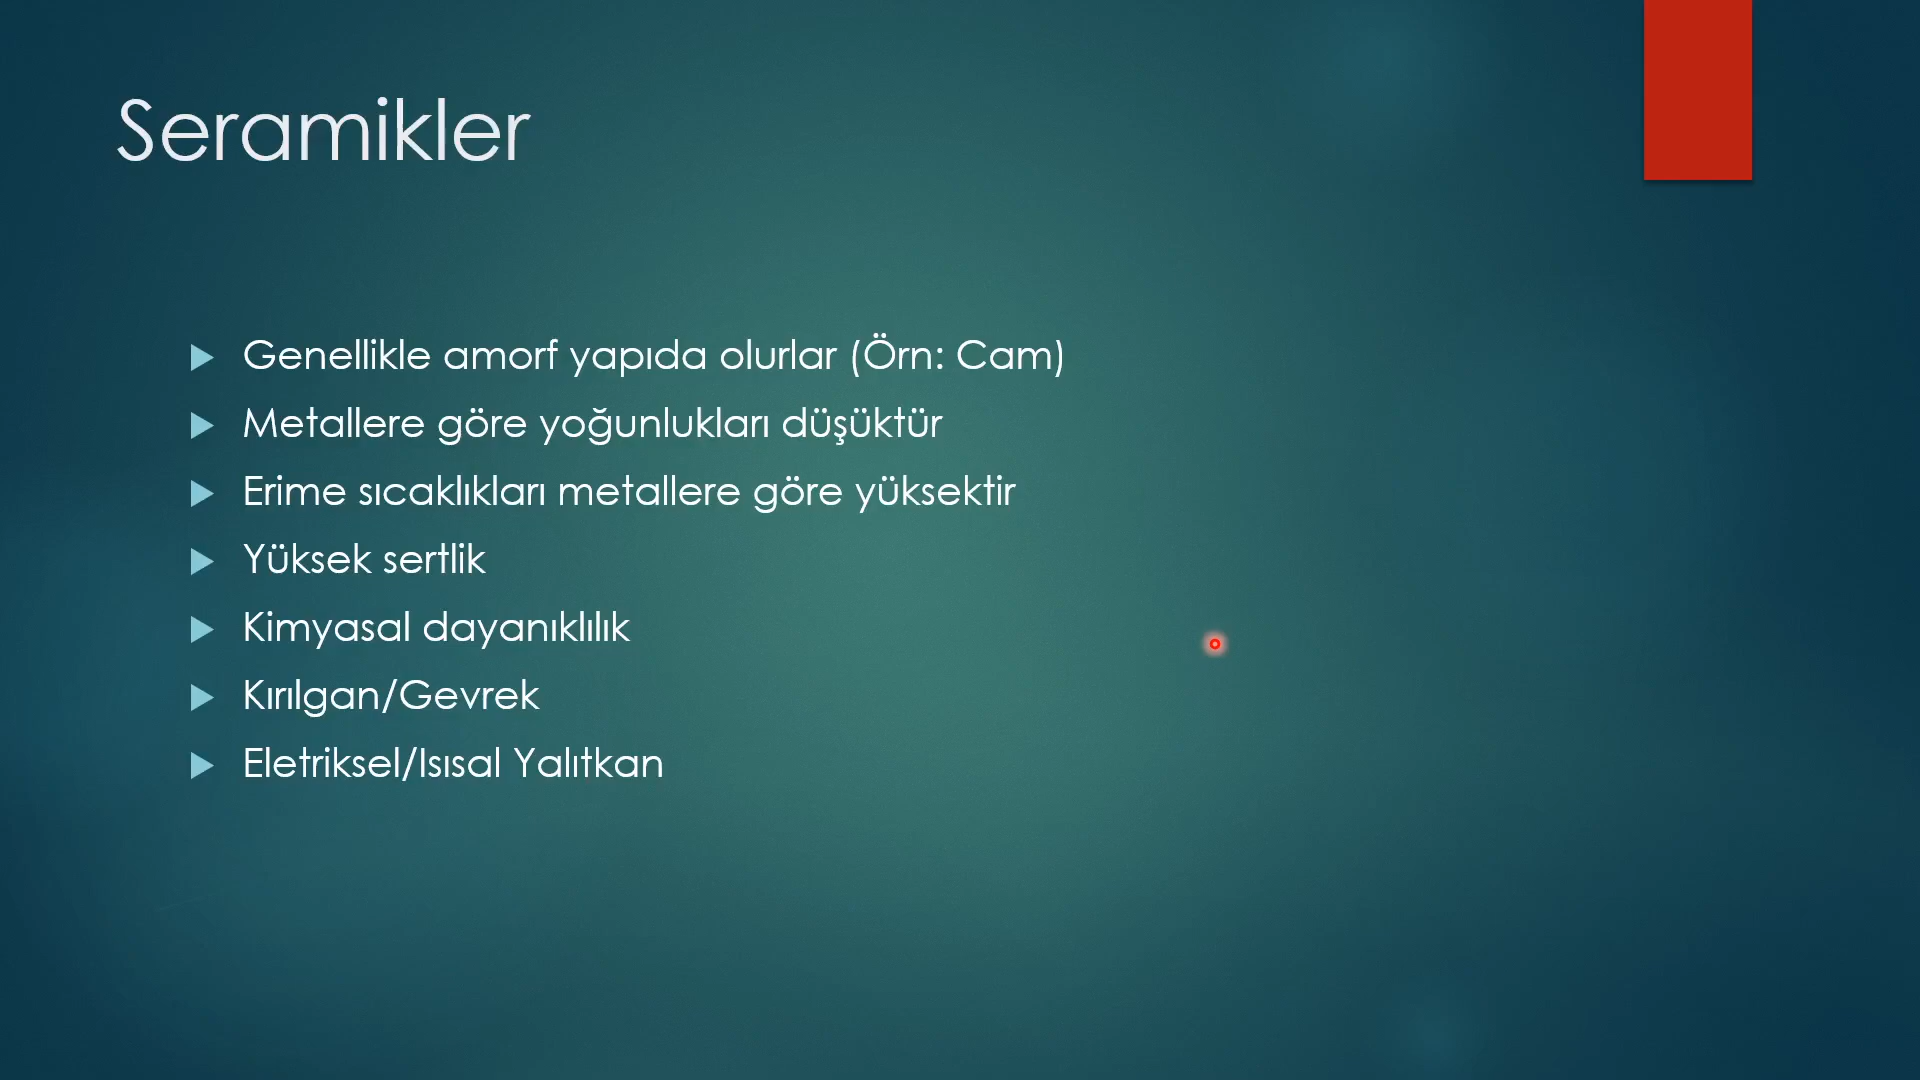 Seramikler
Genellikle amorf yapıda olurlar (Örn: Cam)
Metallere göre yoğunlukları düşüktür
Erime sıcaklıkları metallere göre yüksektir
Yüksek sertlik
Kimyasal dayanıklılık
Kırılgan/Gevrek
Eletriksel/Isısal Yalıtkan